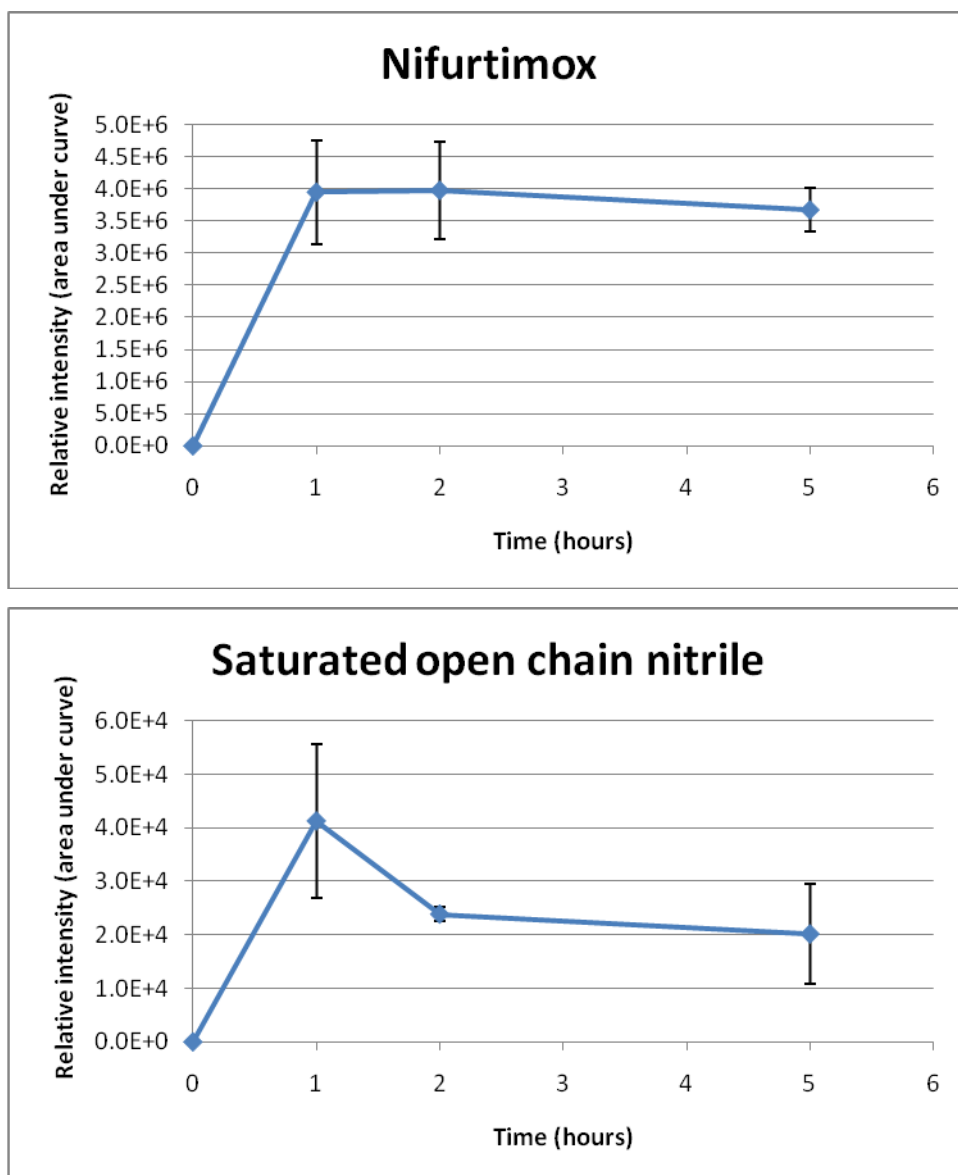 Nifurtimox
Relative intensity (area under curve)
5.0E+6
4.5E+6
4.0E+6
3.5E+6
3.0E+6
2.5E+6
2.0E+6
1.5E+6
1.0E+6
5.0E+5
0.0E+0
0 1 2 3 4 5 6
Time (hours)
Saturated open chain nitrile
Relative intensity (area under curve)
6.0E+4
5.0E+4
4.0E+4
3.0E+4
2.0E+4
1.0E+4
0.0E+0
0 1 2 3 4 5 6
Time (hours)